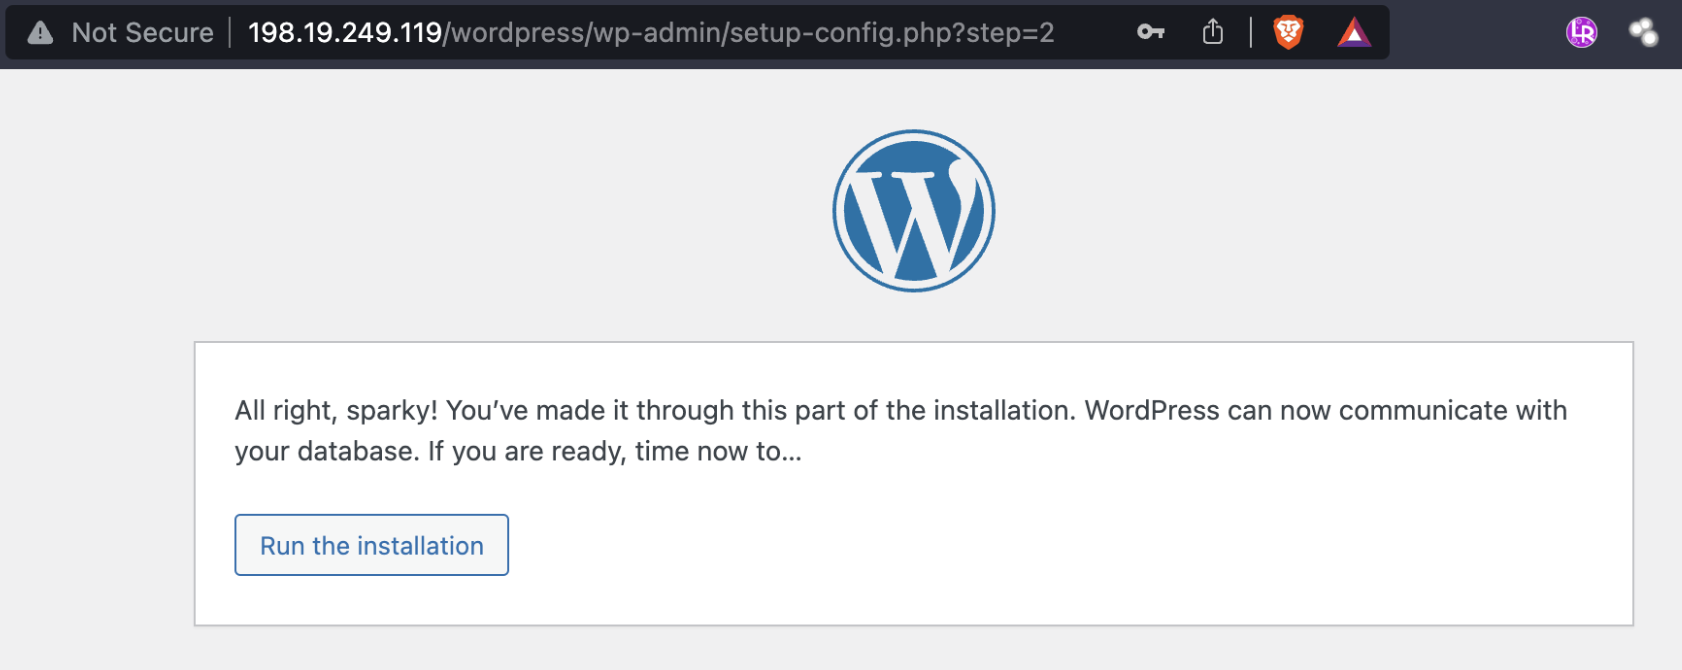 Not Secure | 198.19.249.119/wordpress/wp-admin/setup-config.php?step=2
LR
W
All right, sparky! You’ve made it through this part of the installation. WordPress can now communicate with
your database. If you are ready, time now to…
Run the installation